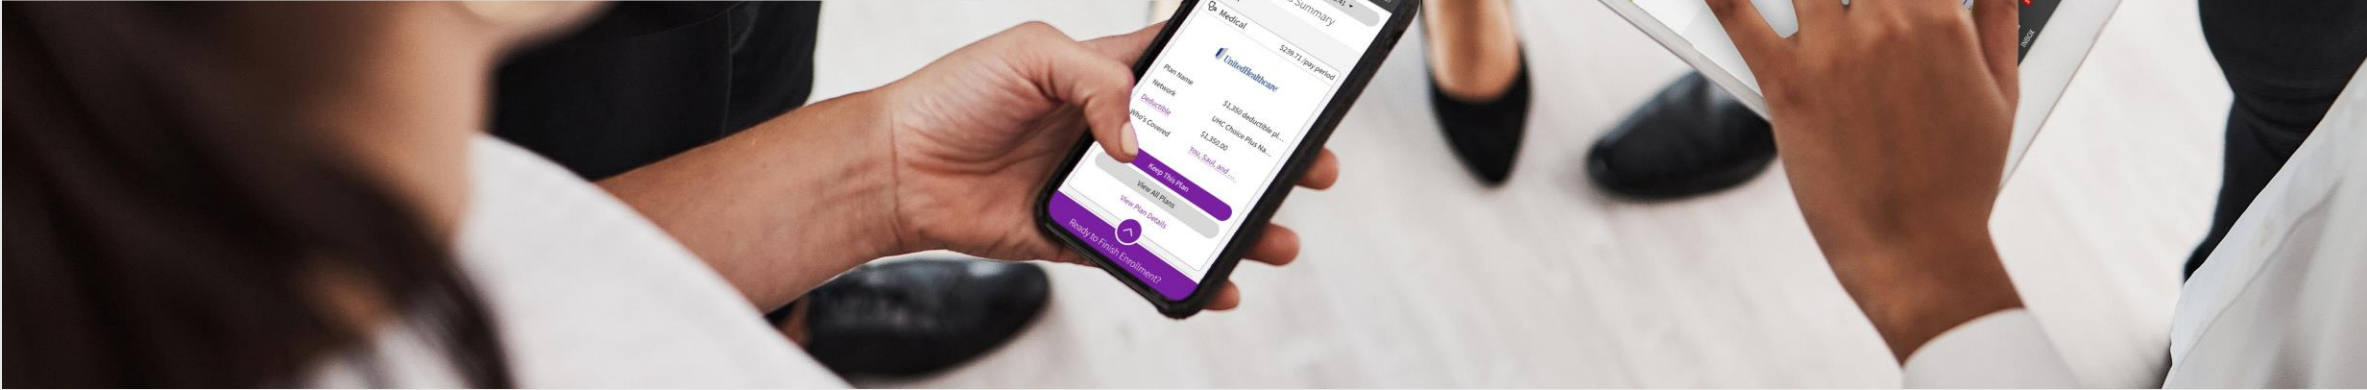 Summary
Medical
$239.71 /pay period
UnitedHealthcare
Plan Name
$1,350 deductible pl...
Network
UHC Choice Plus Na...
Deductible
$1,350.00
Who's Covered
You, Saul, and ...
Keep This Plan
View All Plans
View Plan Details
Ready to Finish Enrollment?
INBOX